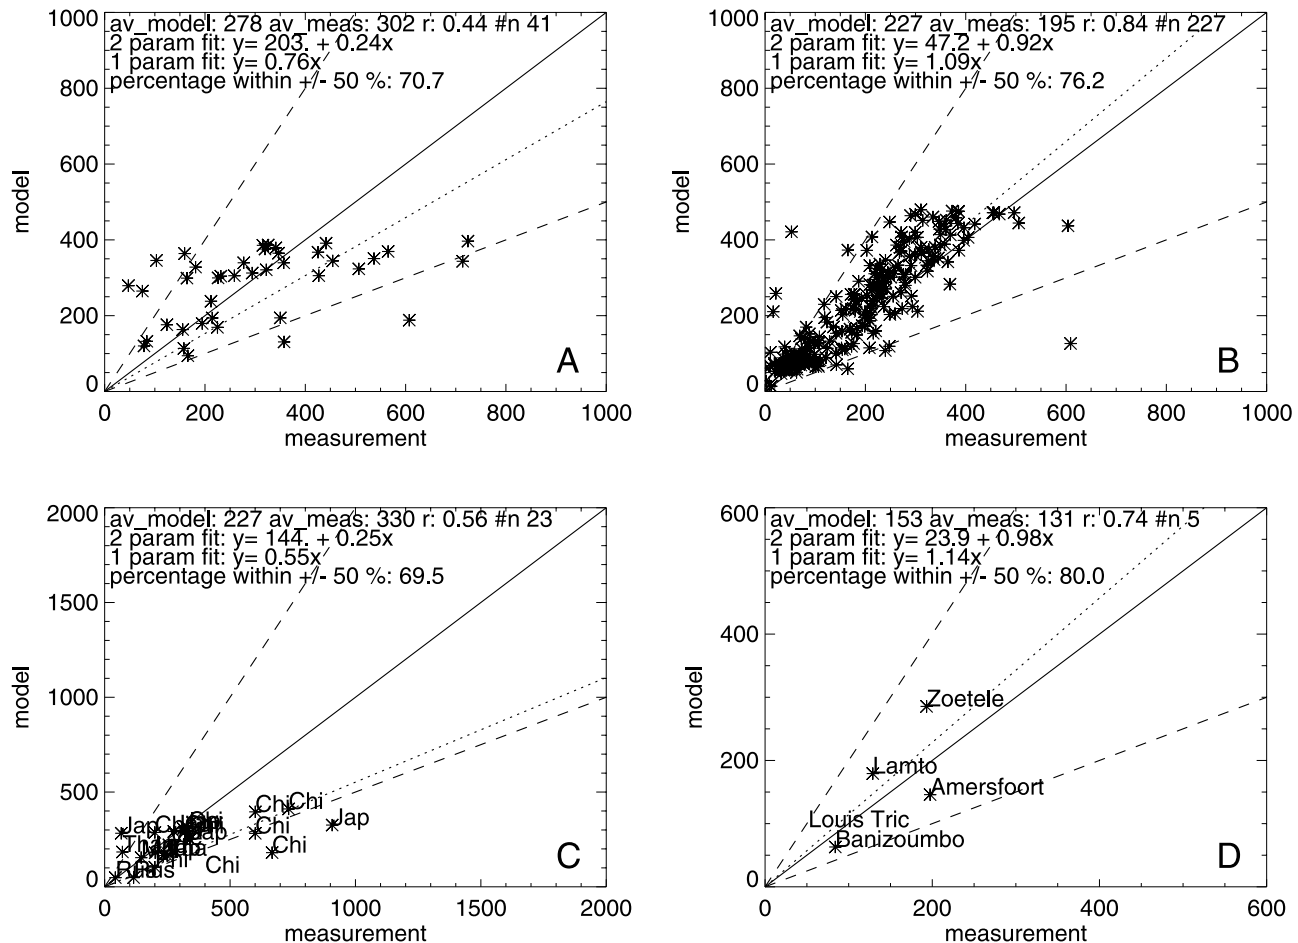 av_model: 278 av_meas: 302 r: 0.44 #n 41
2 param fit: y= 203. + 0.24x
1 param fit: y= 0.76x
percentage within +/- 50 %: 70.7
1000
800
600
400
200
0
model
A
0 200 400 600 800 1000
measurement
av_model: 227 av_meas: 195 r: 0.84 #n 227
2 param fit: y= 47.2 + 0.92x
1 param fit: y= 1.09x
percentage within +/- 50 %: 76.2
1000
800
600
400
200
0
model
B
0 200 400 600 800 1000
measurement
av_model: 227 av_meas: 330 r: 0.56 #n 23
2 param fit: y= 144. + 0.25x
1 param fit: y= 0.55x
percentage within +/- 50 %: 69.5
2000
1500
1000
500
0
model
Chi Chi
Jap
Chi
Chi
Chi
Jap
C
0 500 1000 1500 2000
measurement
av_model: 153 av_meas: 131 r: 0.74 #n 5
2 param fit: y= 23.9 + 0.98x
1 param fit: y= 1.14x
percentage within +/- 50 %: 80.0
600
400
200
0
model
Zoetele
Lamto
Amersfoort
Louis Tric
Banizoumbo
D
0 200 400 600
measurement